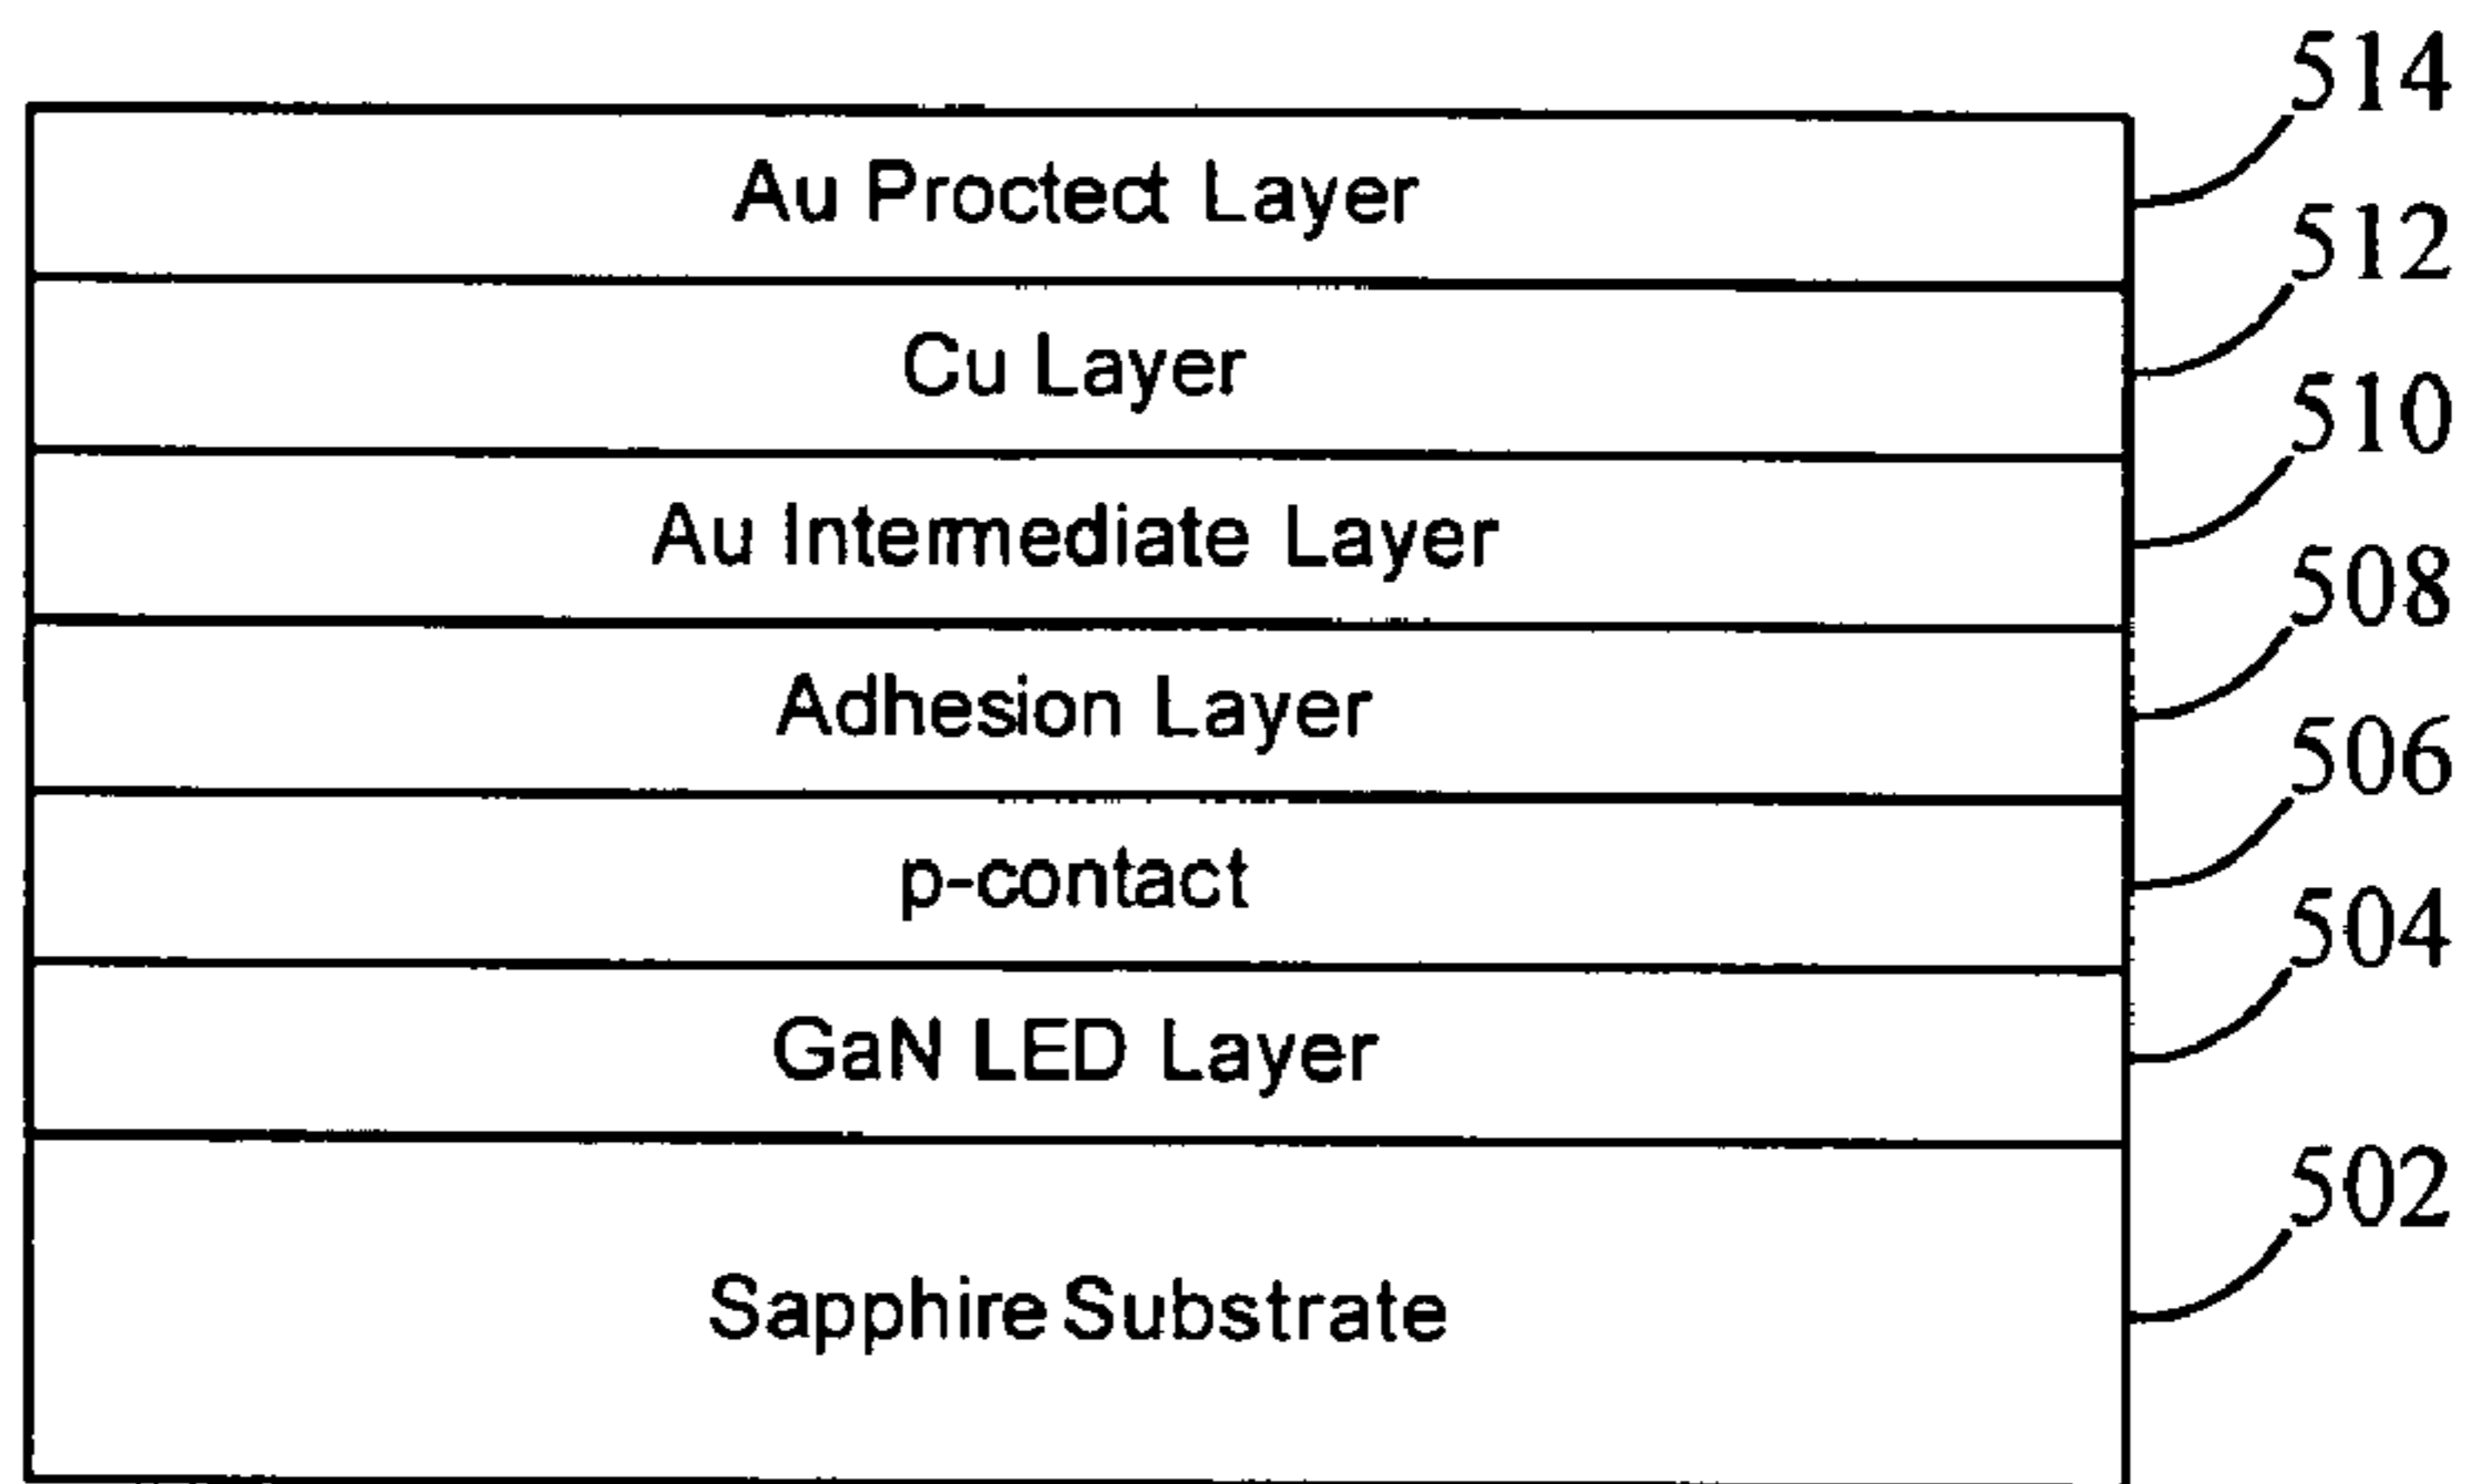 514
Au Proctect Layer
512
Cu Layer
510
Au Intermediate Layer
508
Adhesion Layer
506
p-contact
504
GaN LED Layer
502
Sapphire Substrate